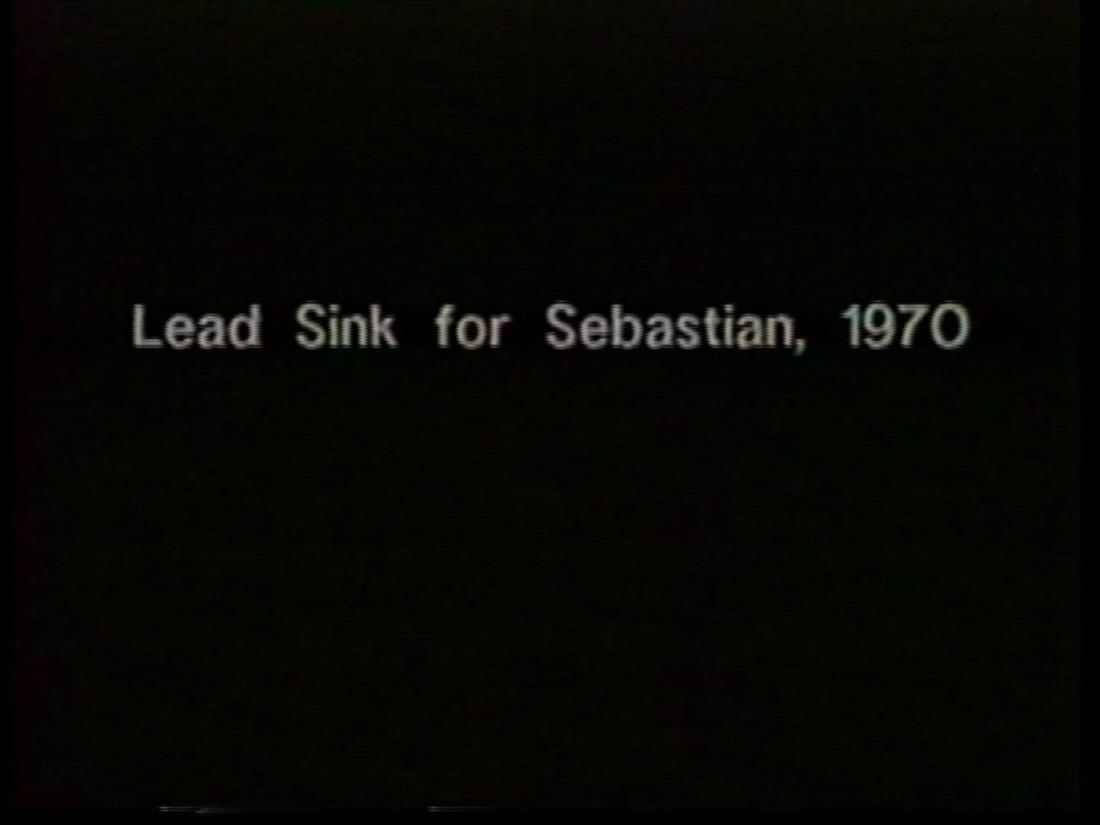 Lead Sink for Sebastian, 1970